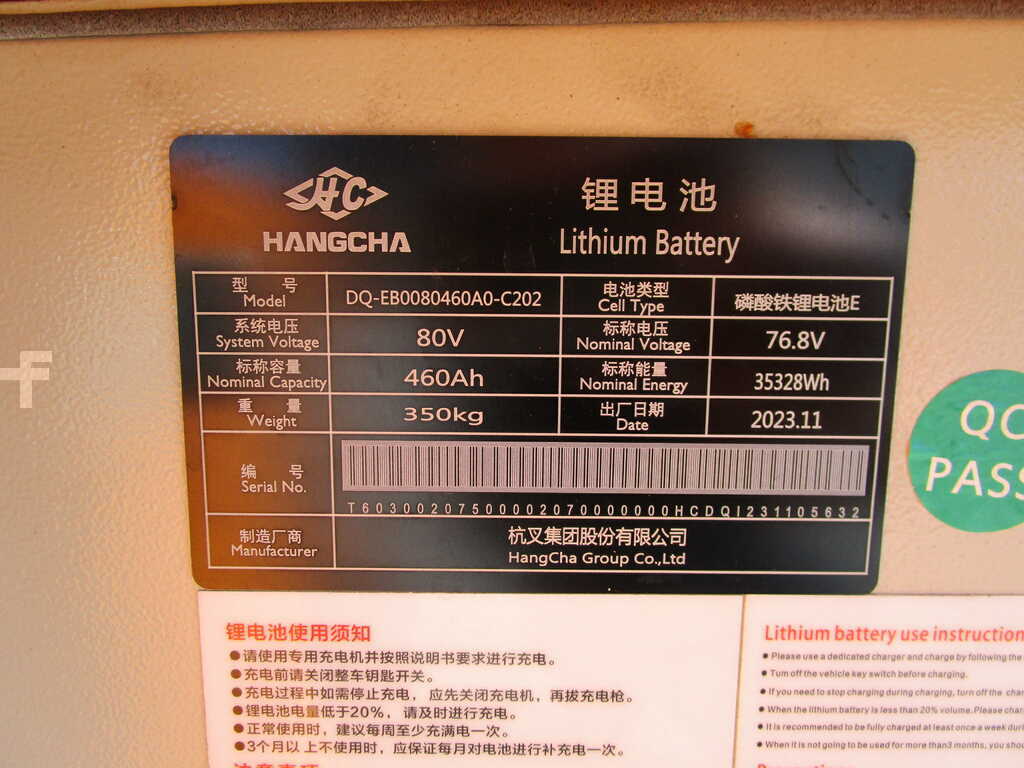 HC
HANGCHA
锂电池
Lithium Battery
型 号
Model
DQ-EB0080460A0-C202
电池类型
Cell Type
磷酸铁锂电池E
系统电压
System Voltage
80V
标称电压
Nominal Voltage
76.8V
标称容量
Nominal Capacity
460Ah
标称能量
Nominal Energy
35328Wh
重 量
Weight
350kg
出厂日期
Date
2023.11
编 号
Serial No.
T60300207500002070000000HCDQI231105632
制造厂商
Manufacturer
杭叉集团股份有限公司
HangCha Group Co.,Ltd
QC
PASS
锂电池使用须知
●请使用专用充电机并按照说明书要求进行充电。
●充电前请关闭整车钥匙开关。
●充电过程中如需停止充电，应先关闭充电机，再拔充电枪。
●锂电池电量低于20%，请及时进行充电。
●正常使用时，建议每周至少充满电一次。
●3个月以上不使用时，应保证每月对电池进行补充电一次。
注意事项
Lithium battery use instruction
● Please use a dedicated charger and charge by following the
● Turn off the vehicle key switch before charging.
● If you need to stop charging during charging, turn off the
● When the lithium battery is less than 20% volume. Please
● It is recommended to be fully charged at least once a week
● When it is not going to be used for more than3 months, you